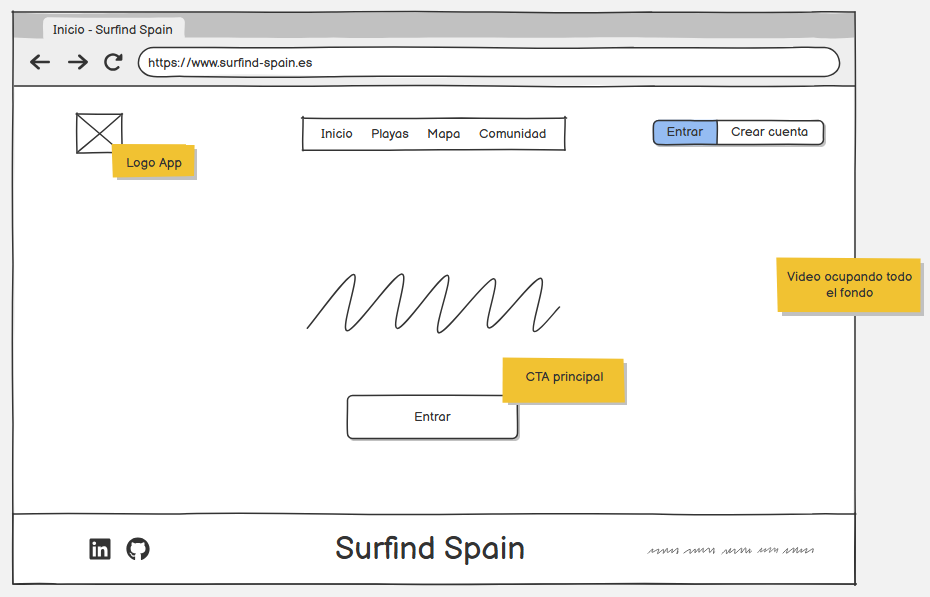 Inicio - Surfind Spain
https://www.surfind-spain.es
Inicio Playas Mapa Comunidad
Entrar Crear cuenta
Logo App
Video ocupando todo
el fondo
CTA principal
Entrar
in
Surfind Spain